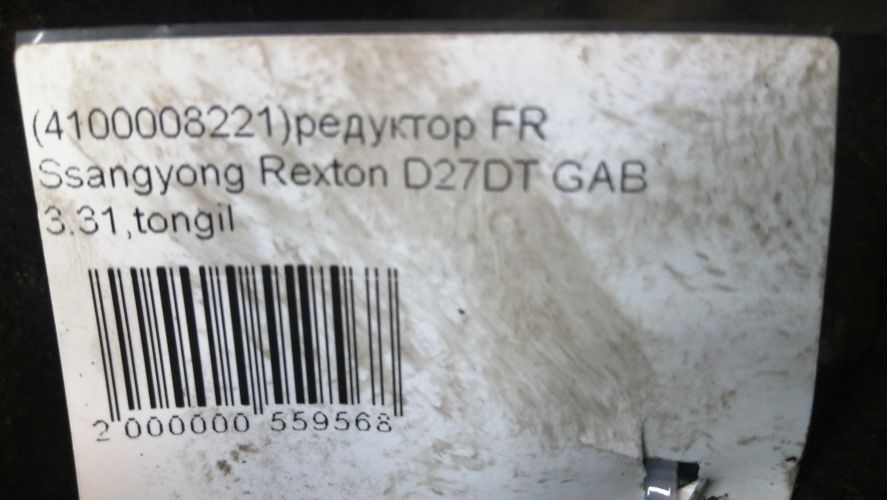 (4100008221)редуктор FR
Ssangyong Rexton D27DT GAB
3.31,tongil
2 000000 559568